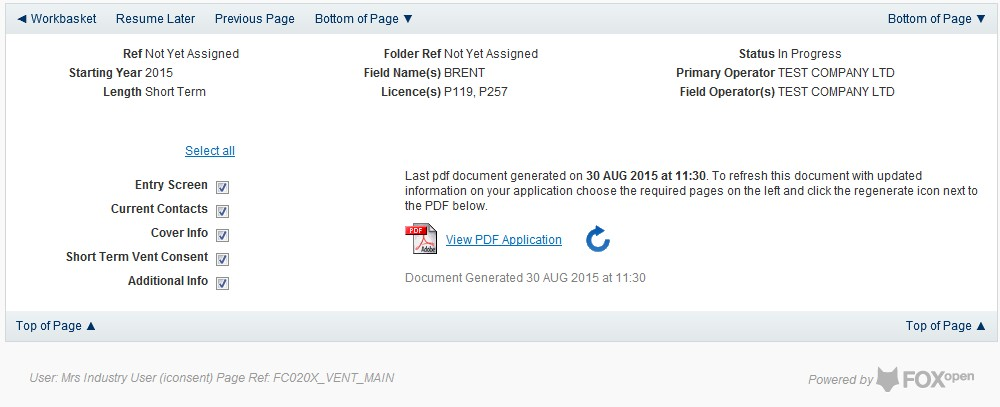 ◄ Workbasket Resume Later Previous Page Bottom of Page ▼ Bottom of Page ▼
Ref Not Yet Assigned Folder Ref Not Yet Assigned Status In Progress
Starting Year 2015 Field Name(s) BRENT Primary Operator TEST COMPANY LTD
Length Short Term Licence(s) P119, P257 Field Operator(s) TEST COMPANY LTD
Select all
Entry Screen
Current Contacts
Cover Info
Short Term Vent Consent
Additional Info
Last pdf document generated on 30 AUG 2015 at 11:30. To refresh this document with updated
information on your application choose the required pages on the left and click the regenerate icon next to
the PDF below.
PDF
Adobe
View PDF Application
Document Generated 30 AUG 2015 at 11:30
Top of Page ▲ Top of Page ▲
User: Mrs Industry User (iconsent) Page Ref: FC020X_VENT_MAIN
Powered by FOXopen